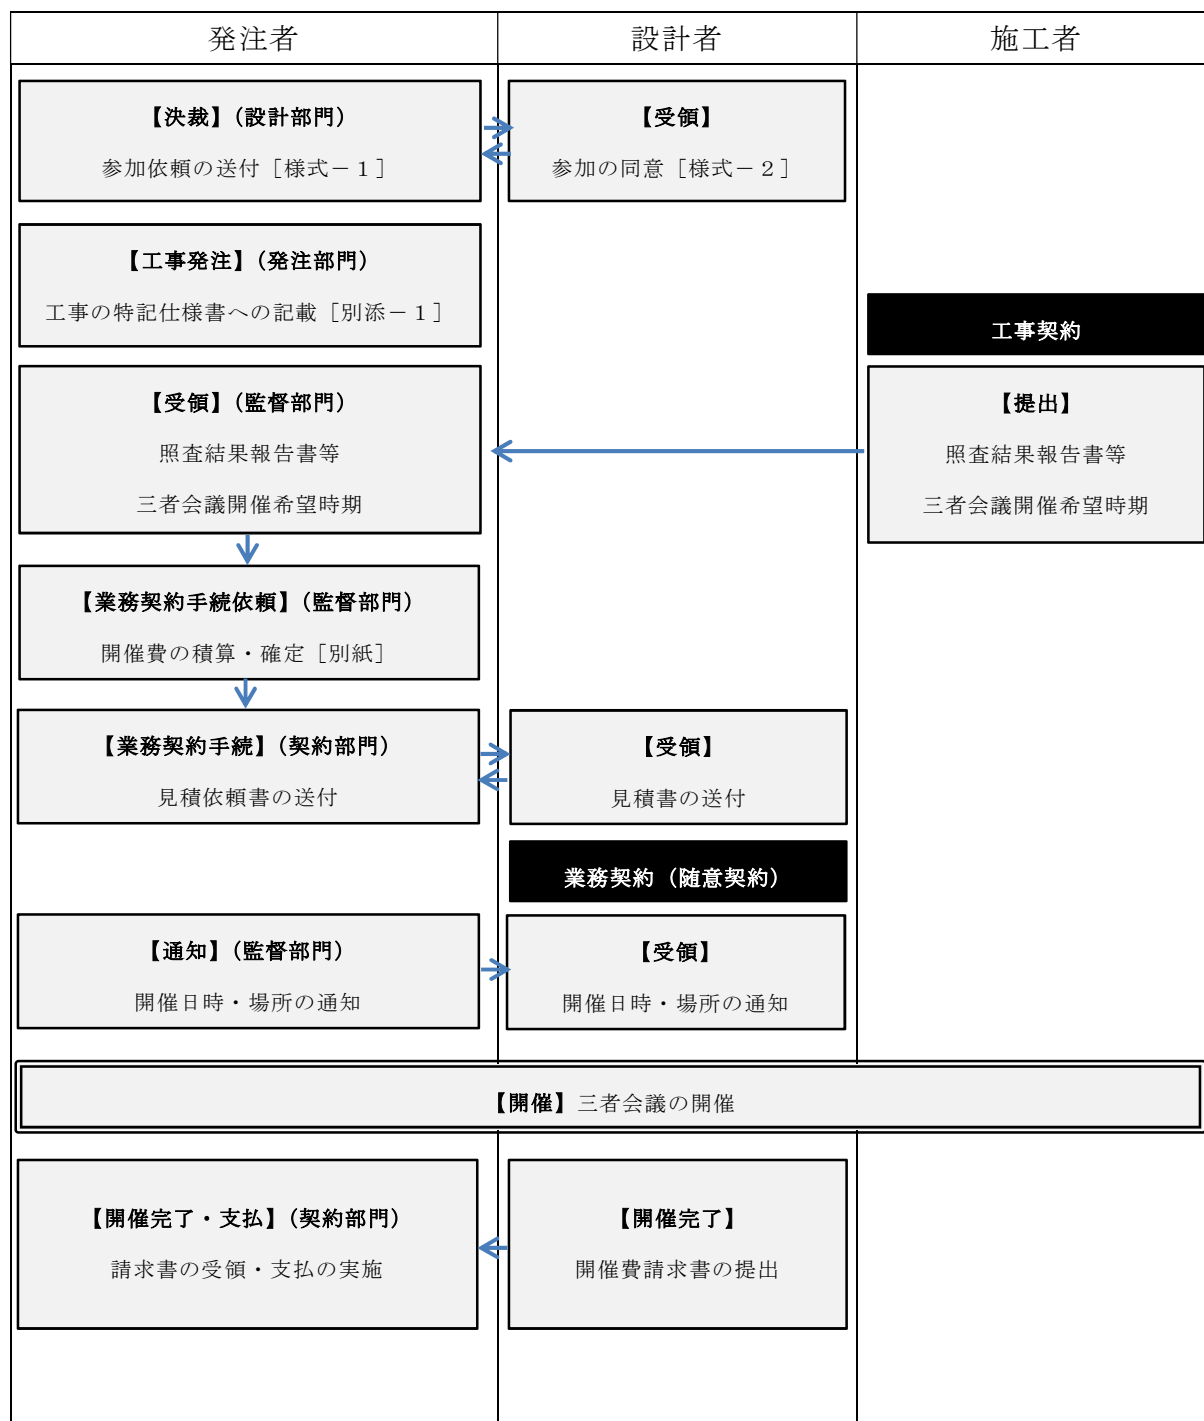 発注者
設計者
施工者
【決裁】（設計部門）
参加依頼の送付［様式－１］
【受領】
参加の同意［様式－２］
【工事発注】（発注部門）
工事の特記仕様書への記載［別添－１］
工事契約
【受領】（監督部門）
照査結果報告書等
三者会議開催希望時期
【提出】
照査結果報告書等
三者会議開催希望時期
【業務契約手続依頼】（監督部門）
開催費の積算・確定［別紙］
【業務契約手続】（契約部門）
見積依頼書の送付
【受領】
見積書の送付
業務契約（随意契約）
【通知】（監督部門）
開催日時・場所の通知
【受領】
開催日時・場所の通知
【開催】三者会議の開催
【開催完了・支払】（契約部門）
請求書の受領・支払の実施
【開催完了】
開催費請求書の提出